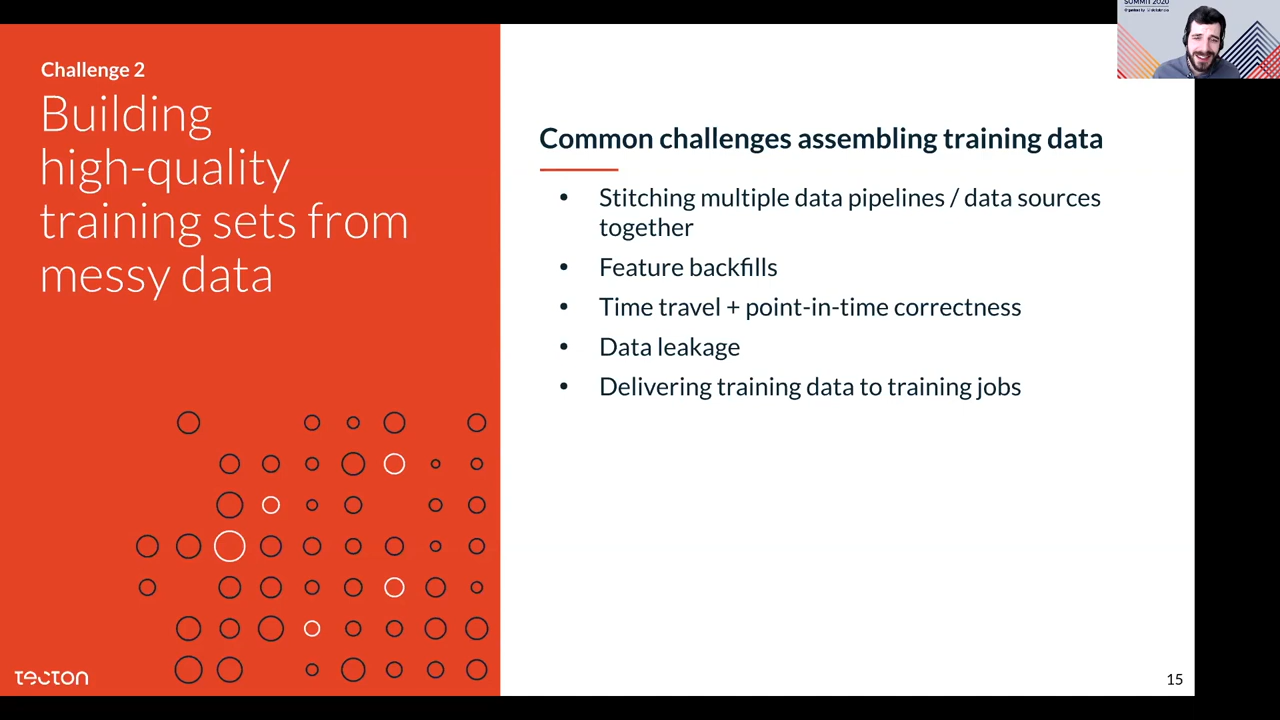 SUMMIT 2020
Challenge 2
Building
high-quality
training sets from
messy data
Common challenges assembling training data
• Stitching multiple data pipelines / data sources
together
• Feature backfills
• Time travel + point-in-time correctness
• Data leakage
• Delivering training data to training jobs
tecton
15